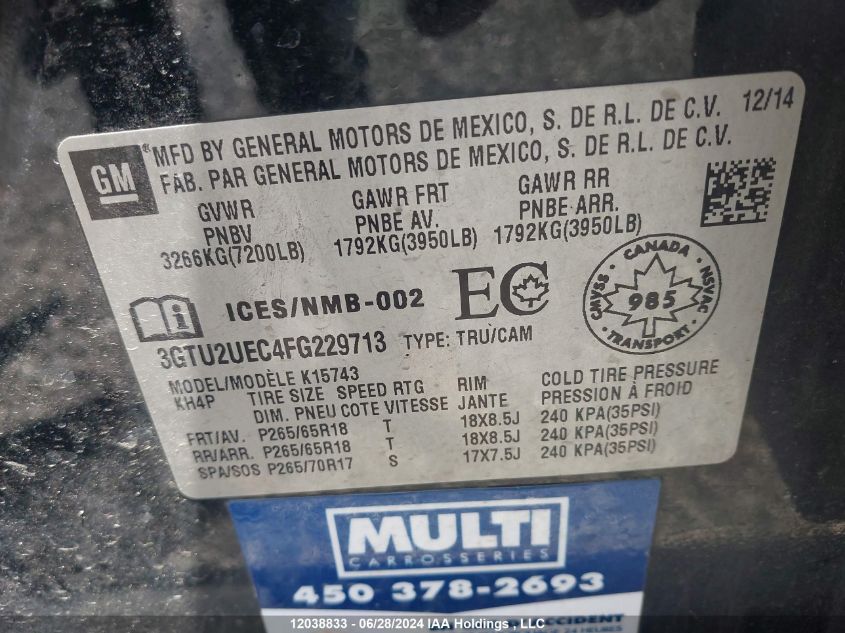 MFD BY GENERAL MOTORS DE MEXICO, S. DE R.L. DE C.V. 12/14
FAB. PAR GENERAL MOTORS DE MEXICO, S. DE R.L. DE C.V.
GM
GVWR GAWR FRT GAWR RR
PNBV PNBE AV. PNBE ARR.
3266KG(7200LB) 1792KG(3950LB) 1792KG(3950LB)
ICES/NMB-002 EC
CANADA
CMVSS 985 NSVAC
TRANSPORT
3GTU2UEC4FG229713 TYPE: TRU/CAM
MODEL/MODÈLE K15743
KH4P TIRE SIZE SPEED RTG RIM COLD TIRE PRESSURE
DIM. PNEU COTE VITESSE JANTE PRESSION À FROID
FRT/AV. P265/65R18 T 18X8.5J 240 KPA(35PSI)
RR/ARR. P265/65R18 T 18X8.5J 240 KPA(35PSI)
SPA/SOS P265/70R17 S 17X7.5J 240 KPA(35PSI)
MULTI
CARROSSERIES
450 378-2693
ACCIDENT
12038833 - 06/28/2024 IAA Holdings , LLC